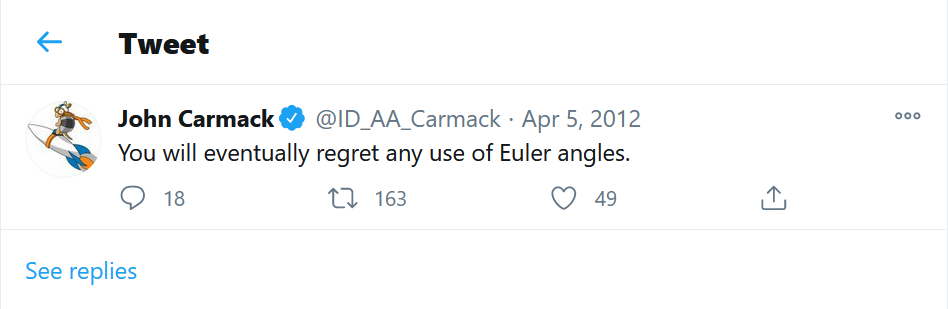 Tweet
John Carmack @ID_AA_Carmack · Apr 5, 2012
You will eventually regret any use of Euler angles.
18 163 49
See replies